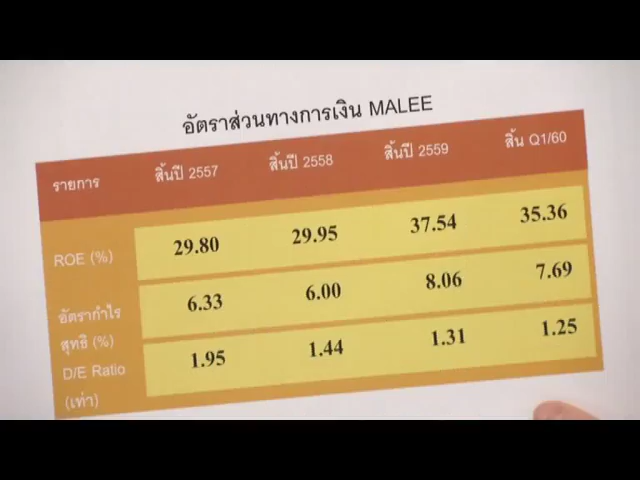 อัตราส่วนทางการเงิน MALEE
รายการ สิ้นปี 2557 สิ้นปี 2558 สิ้นปี 2559 สิ้น Q1/60
ROE (%) 29.80 29.95 37.54 35.36
อัตรากำไร
สุทธิ (%) 6.33 6.00 8.06 7.69
D/E Ratio
(เท่า) 1.95 1.44 1.31 1.25